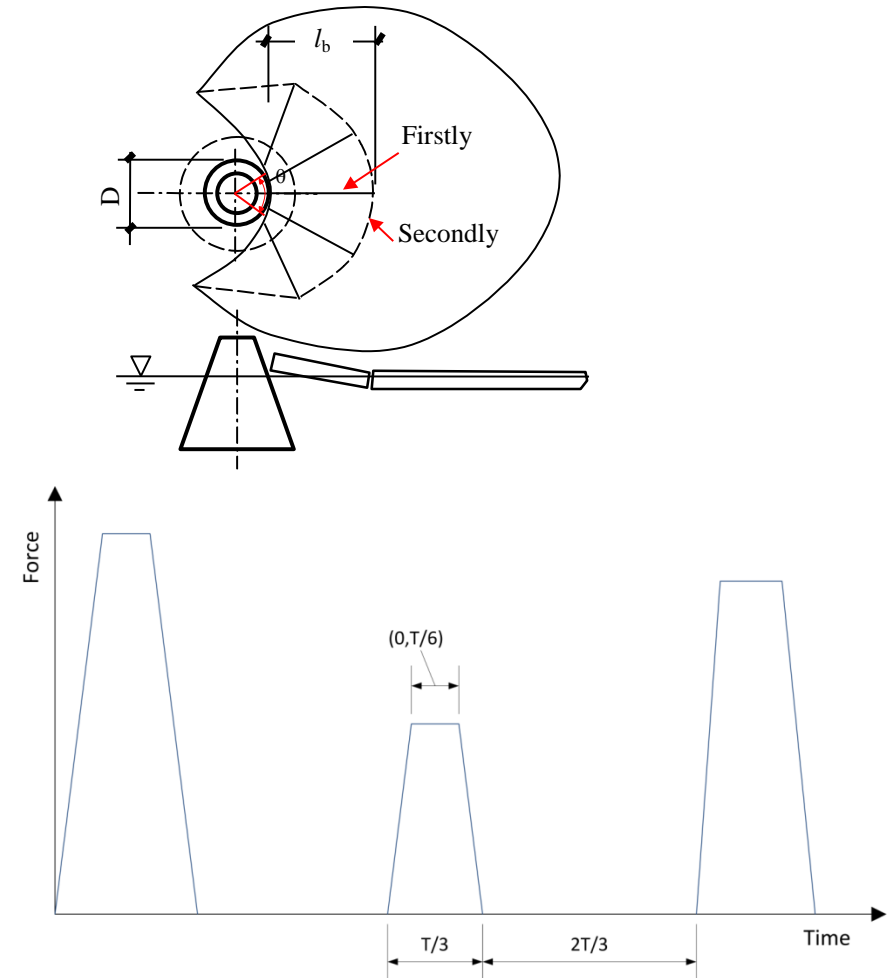 l_b
Firstly
θ
D
Secondly
Force
(0,T/6)
Time
T/3
2T/3